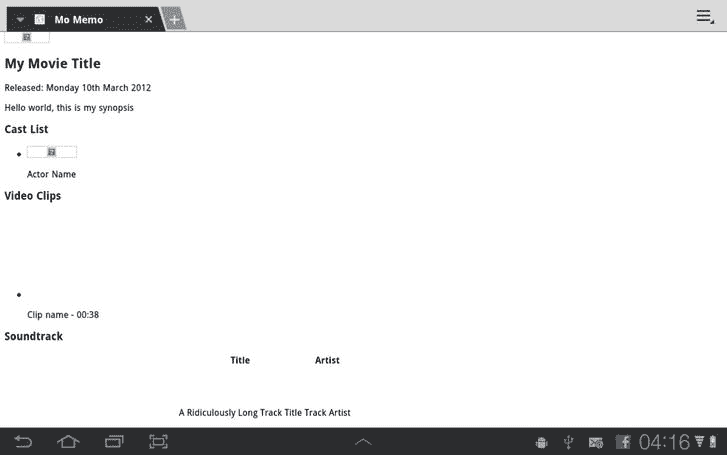 Mo Memo
My Movie Title
Released: Monday 10th March 2012
Hello world, this is my synopsis
Cast List
Actor Name
Video Clips
Clip name - 00:38
Soundtrack
Title Artist
A Ridiculously Long Track Title Track Artist
04:16